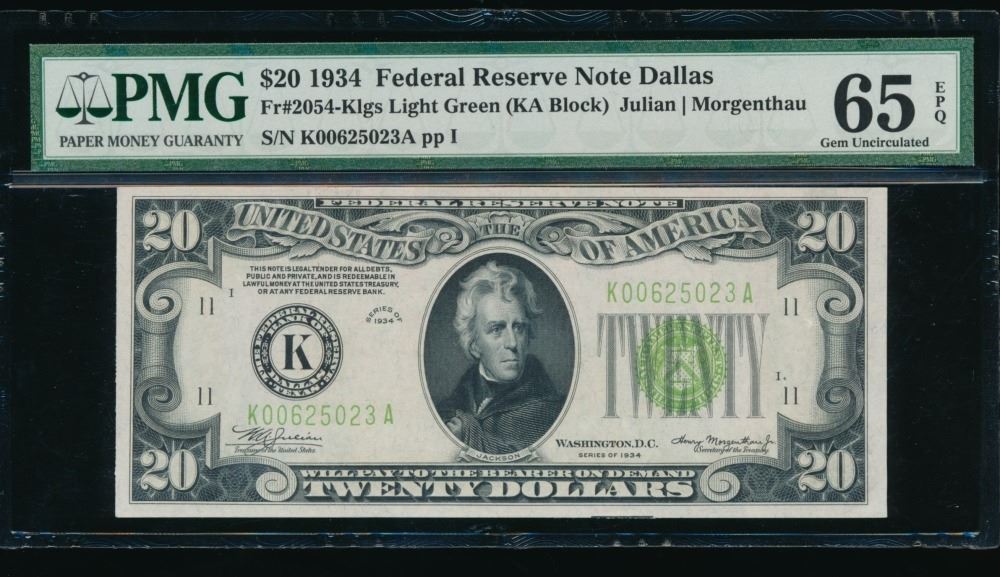 PMG
PAPER MONEY GUARANTY
$20 1934 Federal Reserve Note Dallas
Fr#2054-Klgs Light Green (KA Block) Julian | Morgenthau
S/N K00625023A pp I
65 EPQ
Gem Uncirculated
FEDERAL RESERVE NOTE
20
UNITED STATES
THE
OF AMERICA
20
THIS NOTE IS LEGAL TENDER FOR ALL DEBTS,
PUBLIC AND PRIVATE, AND IS REDEEMABLE IN
LAWFUL MONEY AT THE UNITED STATES TREASURY,
OR AT ANY FEDERAL RESERVE BANK.
I
11
SERIES OF
1934
K00625023A
11
K
TWENTY
I.
11
11
K00625023A
W A Julian
Treasurer of the United States.
JACKSON
WASHINGTON, D.C.
SERIES OF 1934
Henry Morgenthau Jr.
Secretary of the Treasury.
20
WILL PAY TO THE BEARER ON DEMAND
TWENTY DOLLARS
20